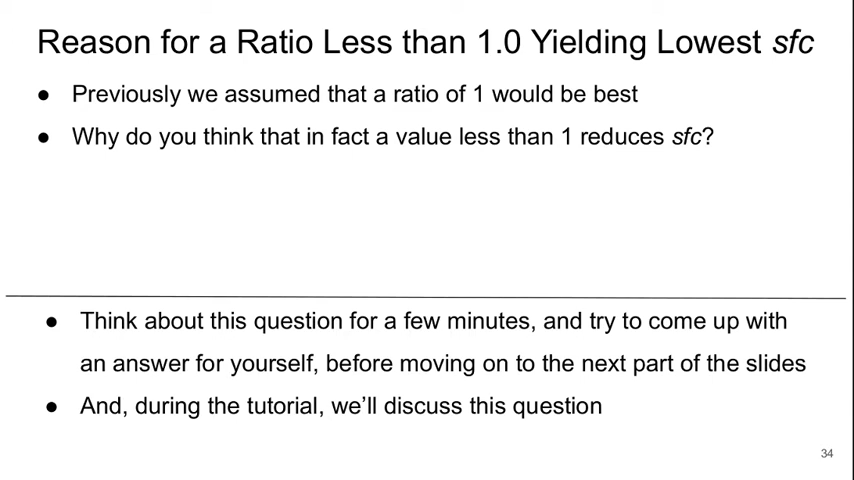 Reason for a Ratio Less than 1.0 Yielding Lowest sfc
● Previously we assumed that a ratio of 1 would be best
● Why do you think that in fact a value less than 1 reduces sfc?
● Think about this question for a few minutes, and try to come up with
an answer for yourself, before moving on to the next part of the slides
● And, during the tutorial, we’ll discuss this question
34